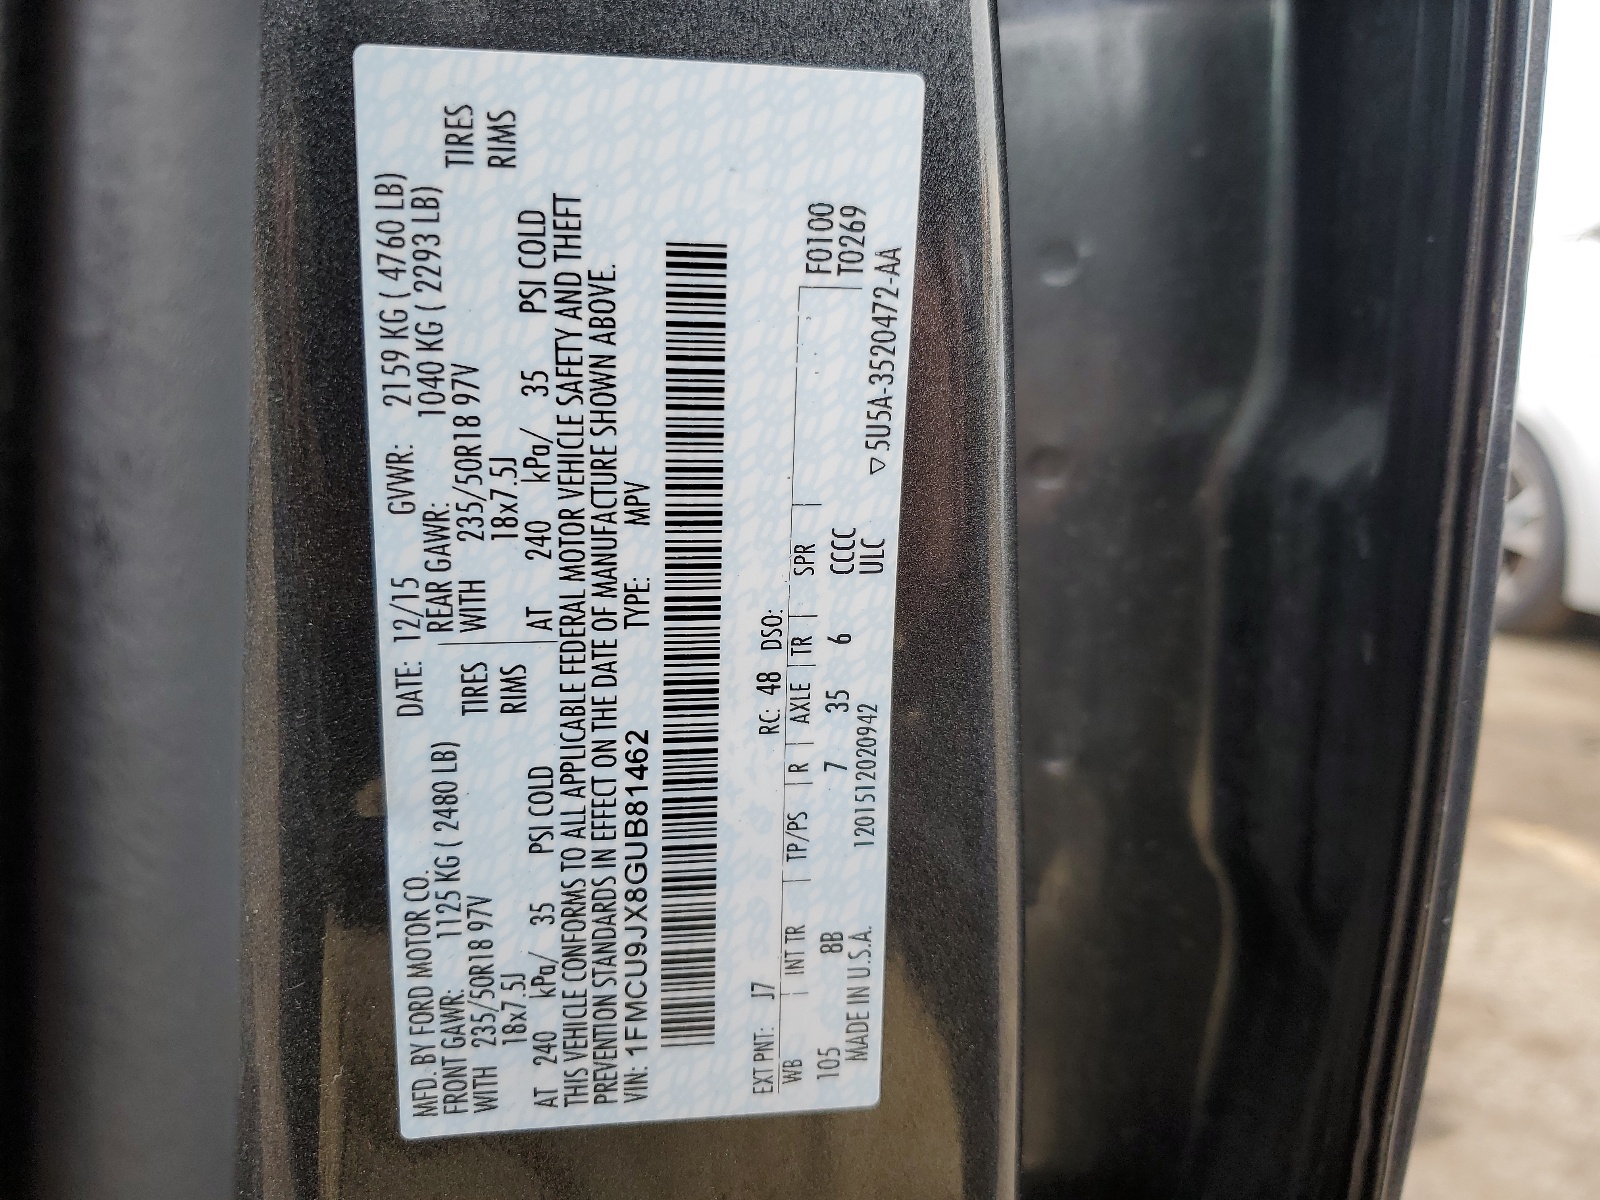 MFD. BY FORD MOTOR CO. DATE: 12/15 GVWR: 2159 KG ( 4760 LB)
FRONT GAWR: 1125 KG ( 2480 LB) REAR GAWR: 1040 KG ( 2293 LB)
WITH 235/50R18 97V TIRES WITH 235/50R18 97V TIRES
18x7.5J RIMS 18x7.5J RIMS
AT 240 kPa/ 35 PSI COLD AT 240 kPa/ 35 PSI COLD
THIS VEHICLE CONFORMS TO ALL APPLICABLE FEDERAL MOTOR VEHICLE SAFETY AND THEFT
PREVENTION STANDARDS IN EFFECT ON THE DATE OF MANUFACTURE SHOWN ABOVE.
VIN: 1FMCU9JX8GUB81462 TYPE: MPV
EXT PNT: J7 RC: 48 DSO:
WB | INT TR | TP/PS | R | AXLE | TR | SPR | F0100
105 8B 7 35 6 CCCC T0269
MADE IN U.S.A. 1201512020942 ULC ▽5U5A-3520472-AA